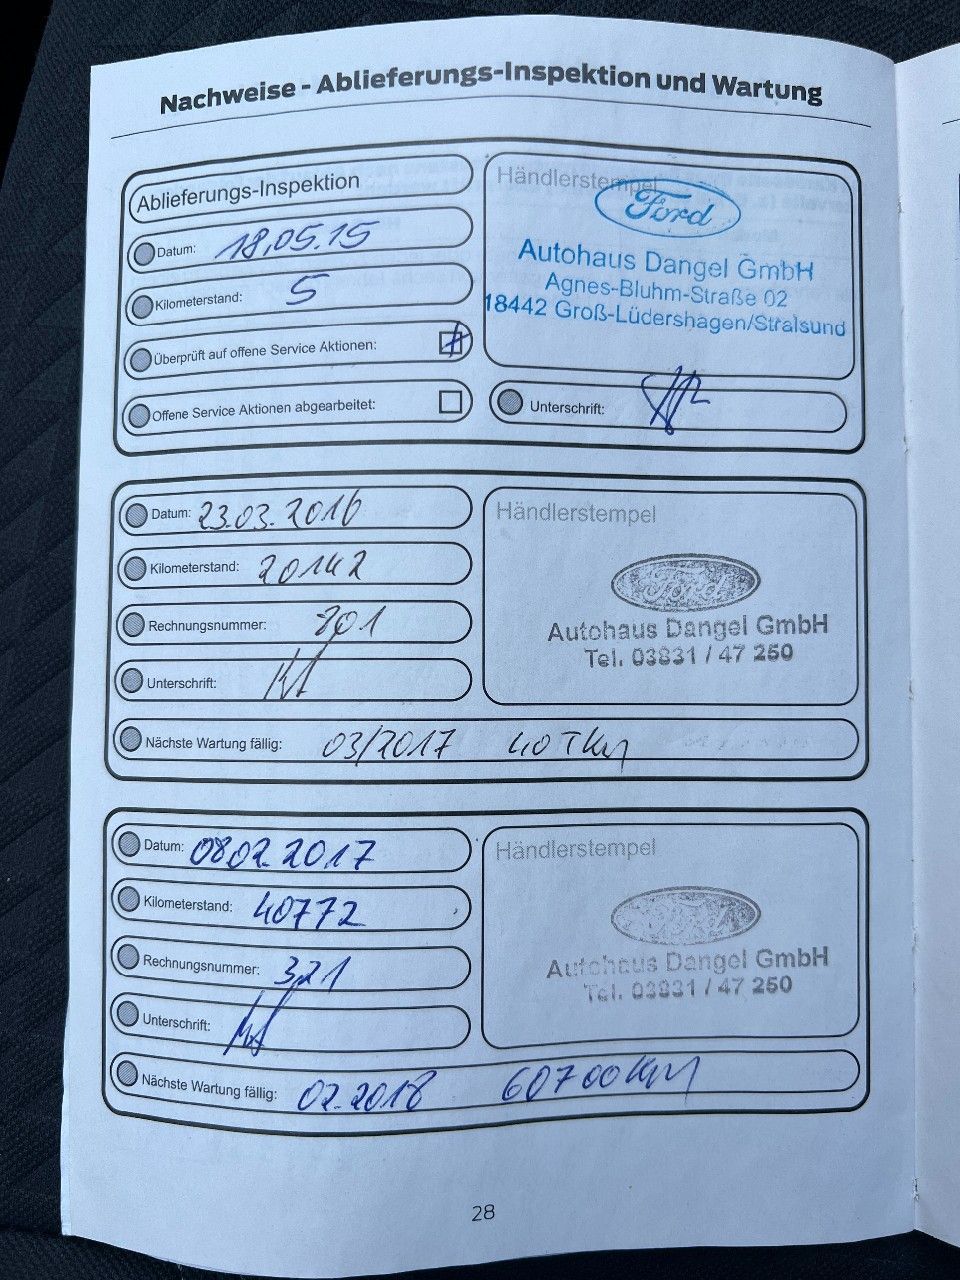 Nachweise - Ablieferungs-Inspektion und Wartung
Ablieferungs-Inspektion
Datum: 18.05.15
Kilometerstand: 5
Überprüft auf offene Service Aktionen:
Offene Service Aktionen abgearbeitet:
Händlerstempel
Ford
Autohaus Dangel GmbH
Agnes-Bluhm-Straße 02
18442 Groß-Lüdershagen/Stralsund
Unterschrift:
Datum: 23.03.2016
Kilometerstand: 20142
Rechnungsnummer: 801
Unterschrift:
Händlerstempel
Ford
Autohaus Dangel GmbH
Tel. 03831 / 47 250
Nächste Wartung fällig: 03/2017 40 Tkm
Datum: 08.02.2017
Kilometerstand: 40772
Rechnungsnummer: 321
Unterschrift:
Händlerstempel
Ford
Autohaus Dangel GmbH
Tel. 03831 / 47 250
Nächste Wartung fällig: 02.2018 60700km
28